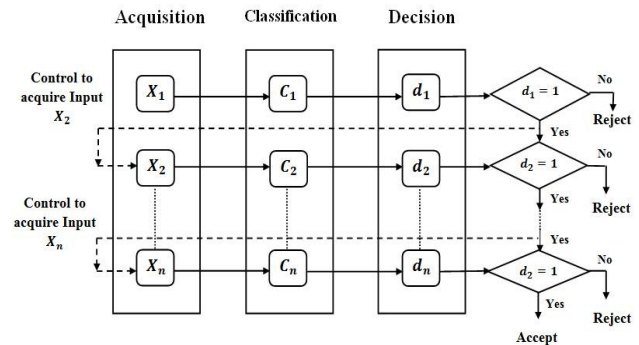 Acquisition Classification Decision
Control to
acquire Input
X₂
X₁ C₁ d₁ d₁ = 1 No
Reject
Yes
X₂ C₂ d₂ d₂ = 1 No
Reject
Yes
Control to
acquire Input
Xₙ
Yes
Xₙ Cₙ dₙ d₂ = 1 No
Reject
Yes
Accept